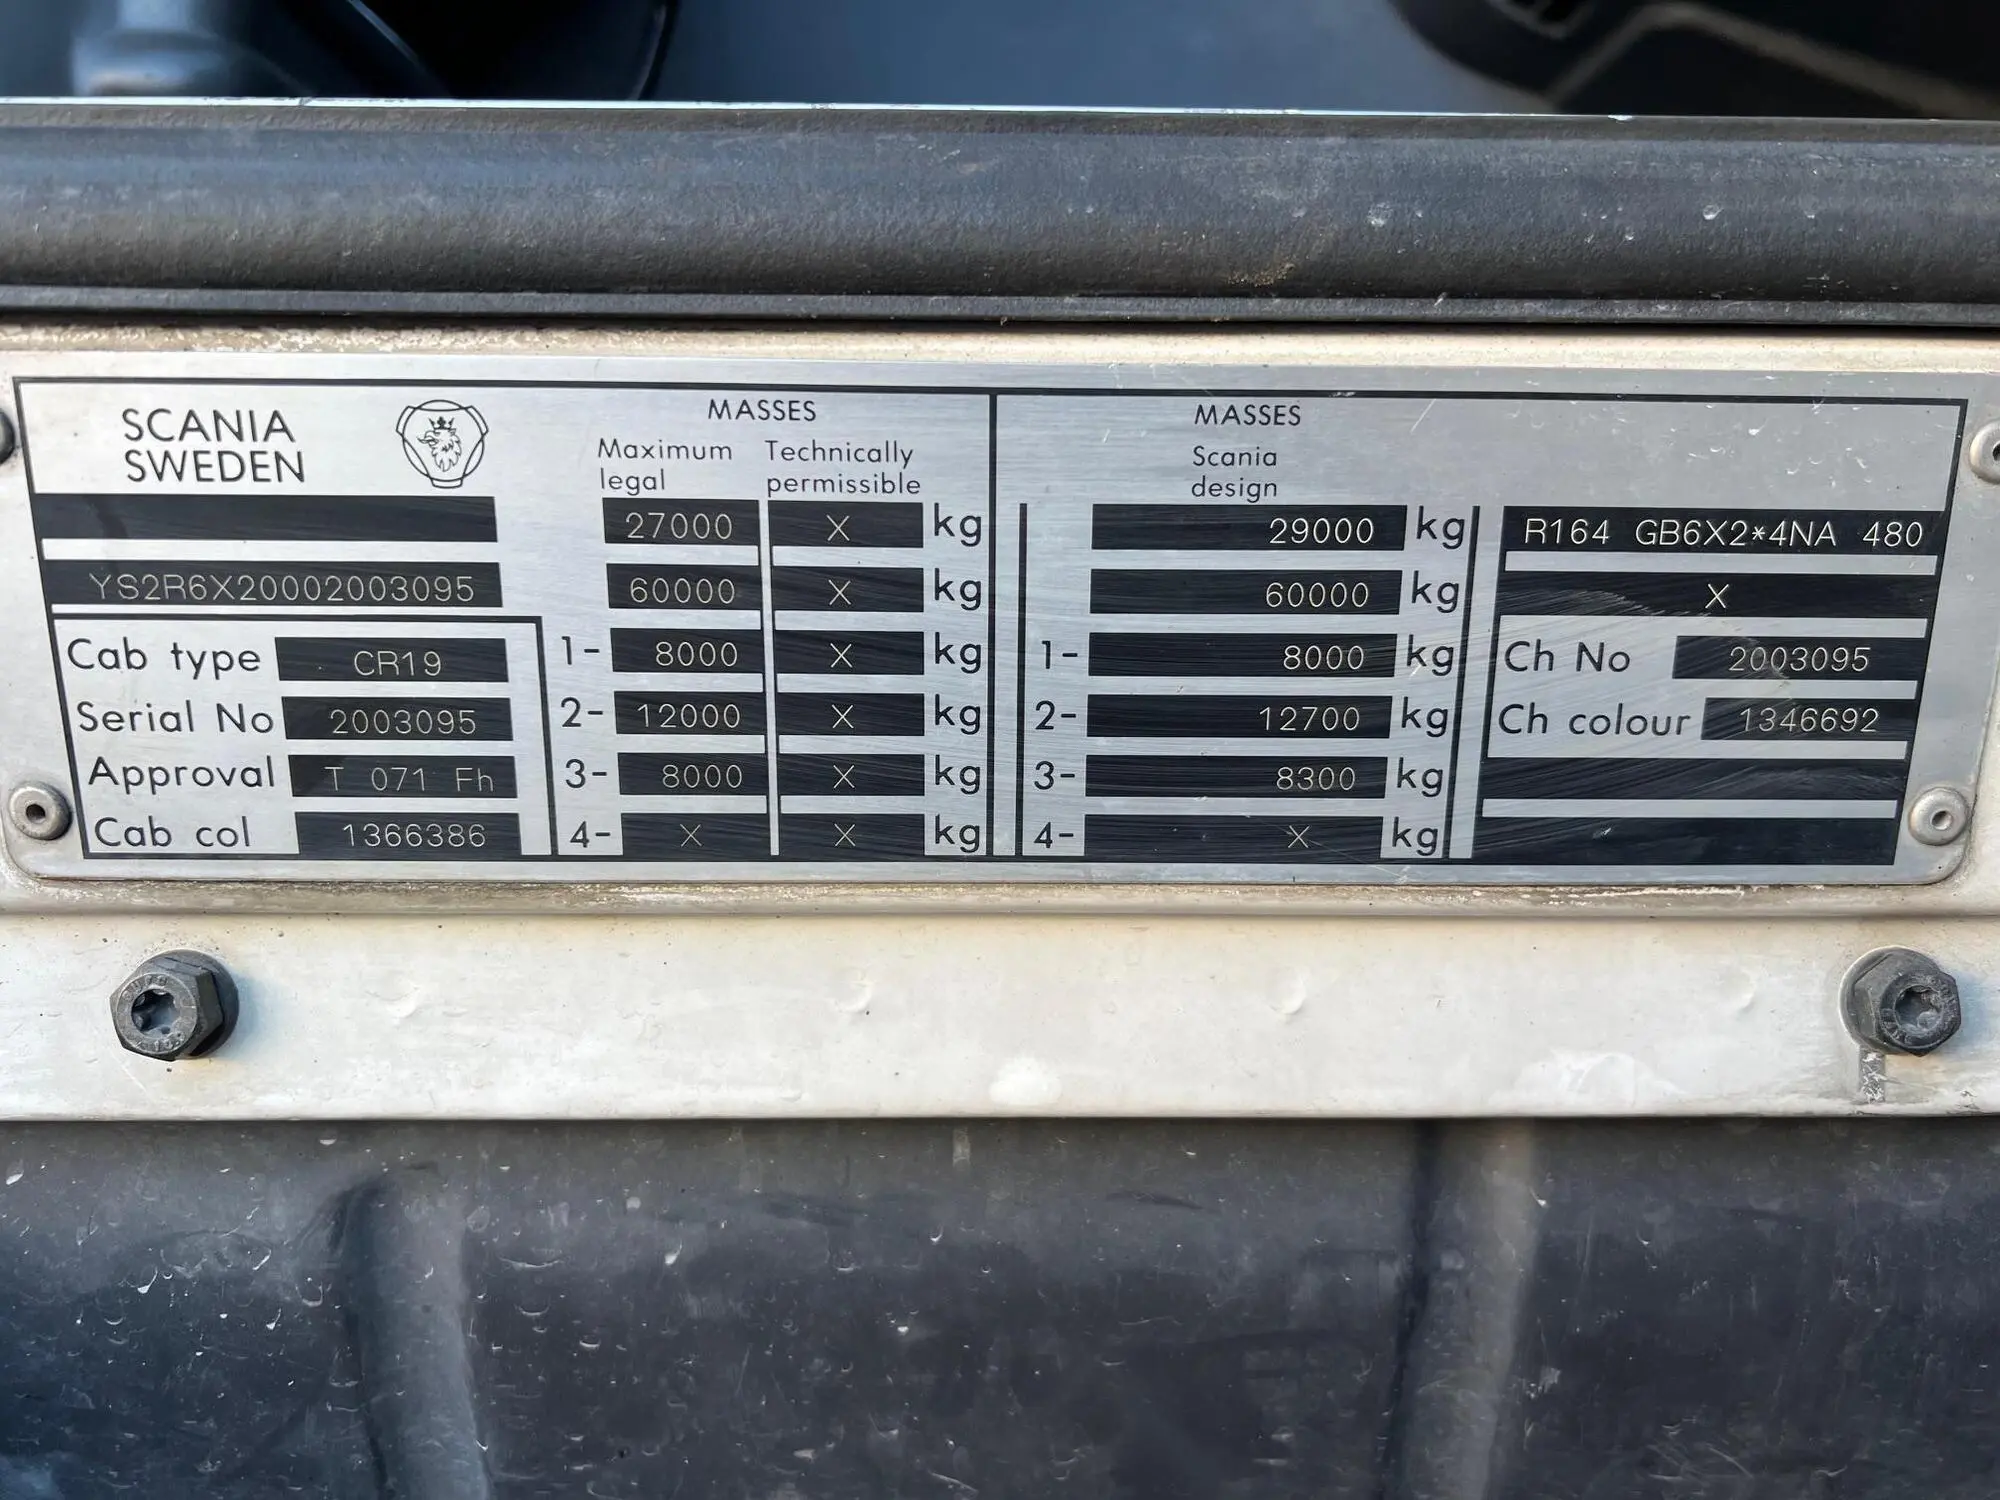 SCANIA
SWEDEN
YS2R6X20002003095
Cab type CR19
Serial No 2003095
Approval T 071 Fh
Cab col 1366386
MASSES
Maximum legal Technically permissible
27000 X kg
60000 X kg
1- 8000 X kg
2- 12000 X kg
3- 8000 X kg
4- X X kg
MASSES
Scania
design
29000 kg
60000 kg
1- 8000 kg
2- 12700 kg
3- 8300 kg
4- X kg
R164 GB6X2*4NA 480
X
Ch No 2003095
Ch colour 1346692